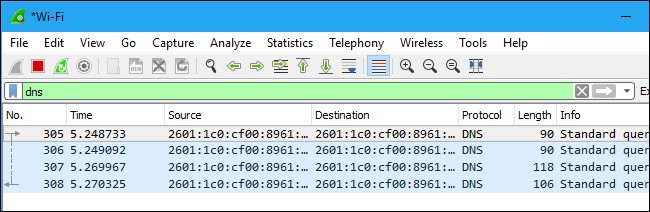 *Wi-Fi
File Edit View Go Capture Analyze Statistics Telephony Wireless Tools Help
dns
No. Time Source Destination Protocol Length Info
305 5.248733 2601:1c0:cf00:8961:… 2601:1c0:cf00:8961:… DNS 90 Standard quer
306 5.249092 2601:1c0:cf00:8961:… 2601:1c0:cf00:8961:… DNS 90 Standard quer
307 5.269967 2601:1c0:cf00:8961:… 2601:1c0:cf00:8961:… DNS 118 Standard quer
308 5.270325 2601:1c0:cf00:8961:… 2601:1c0:cf00:8961:… DNS 106 Standard quer